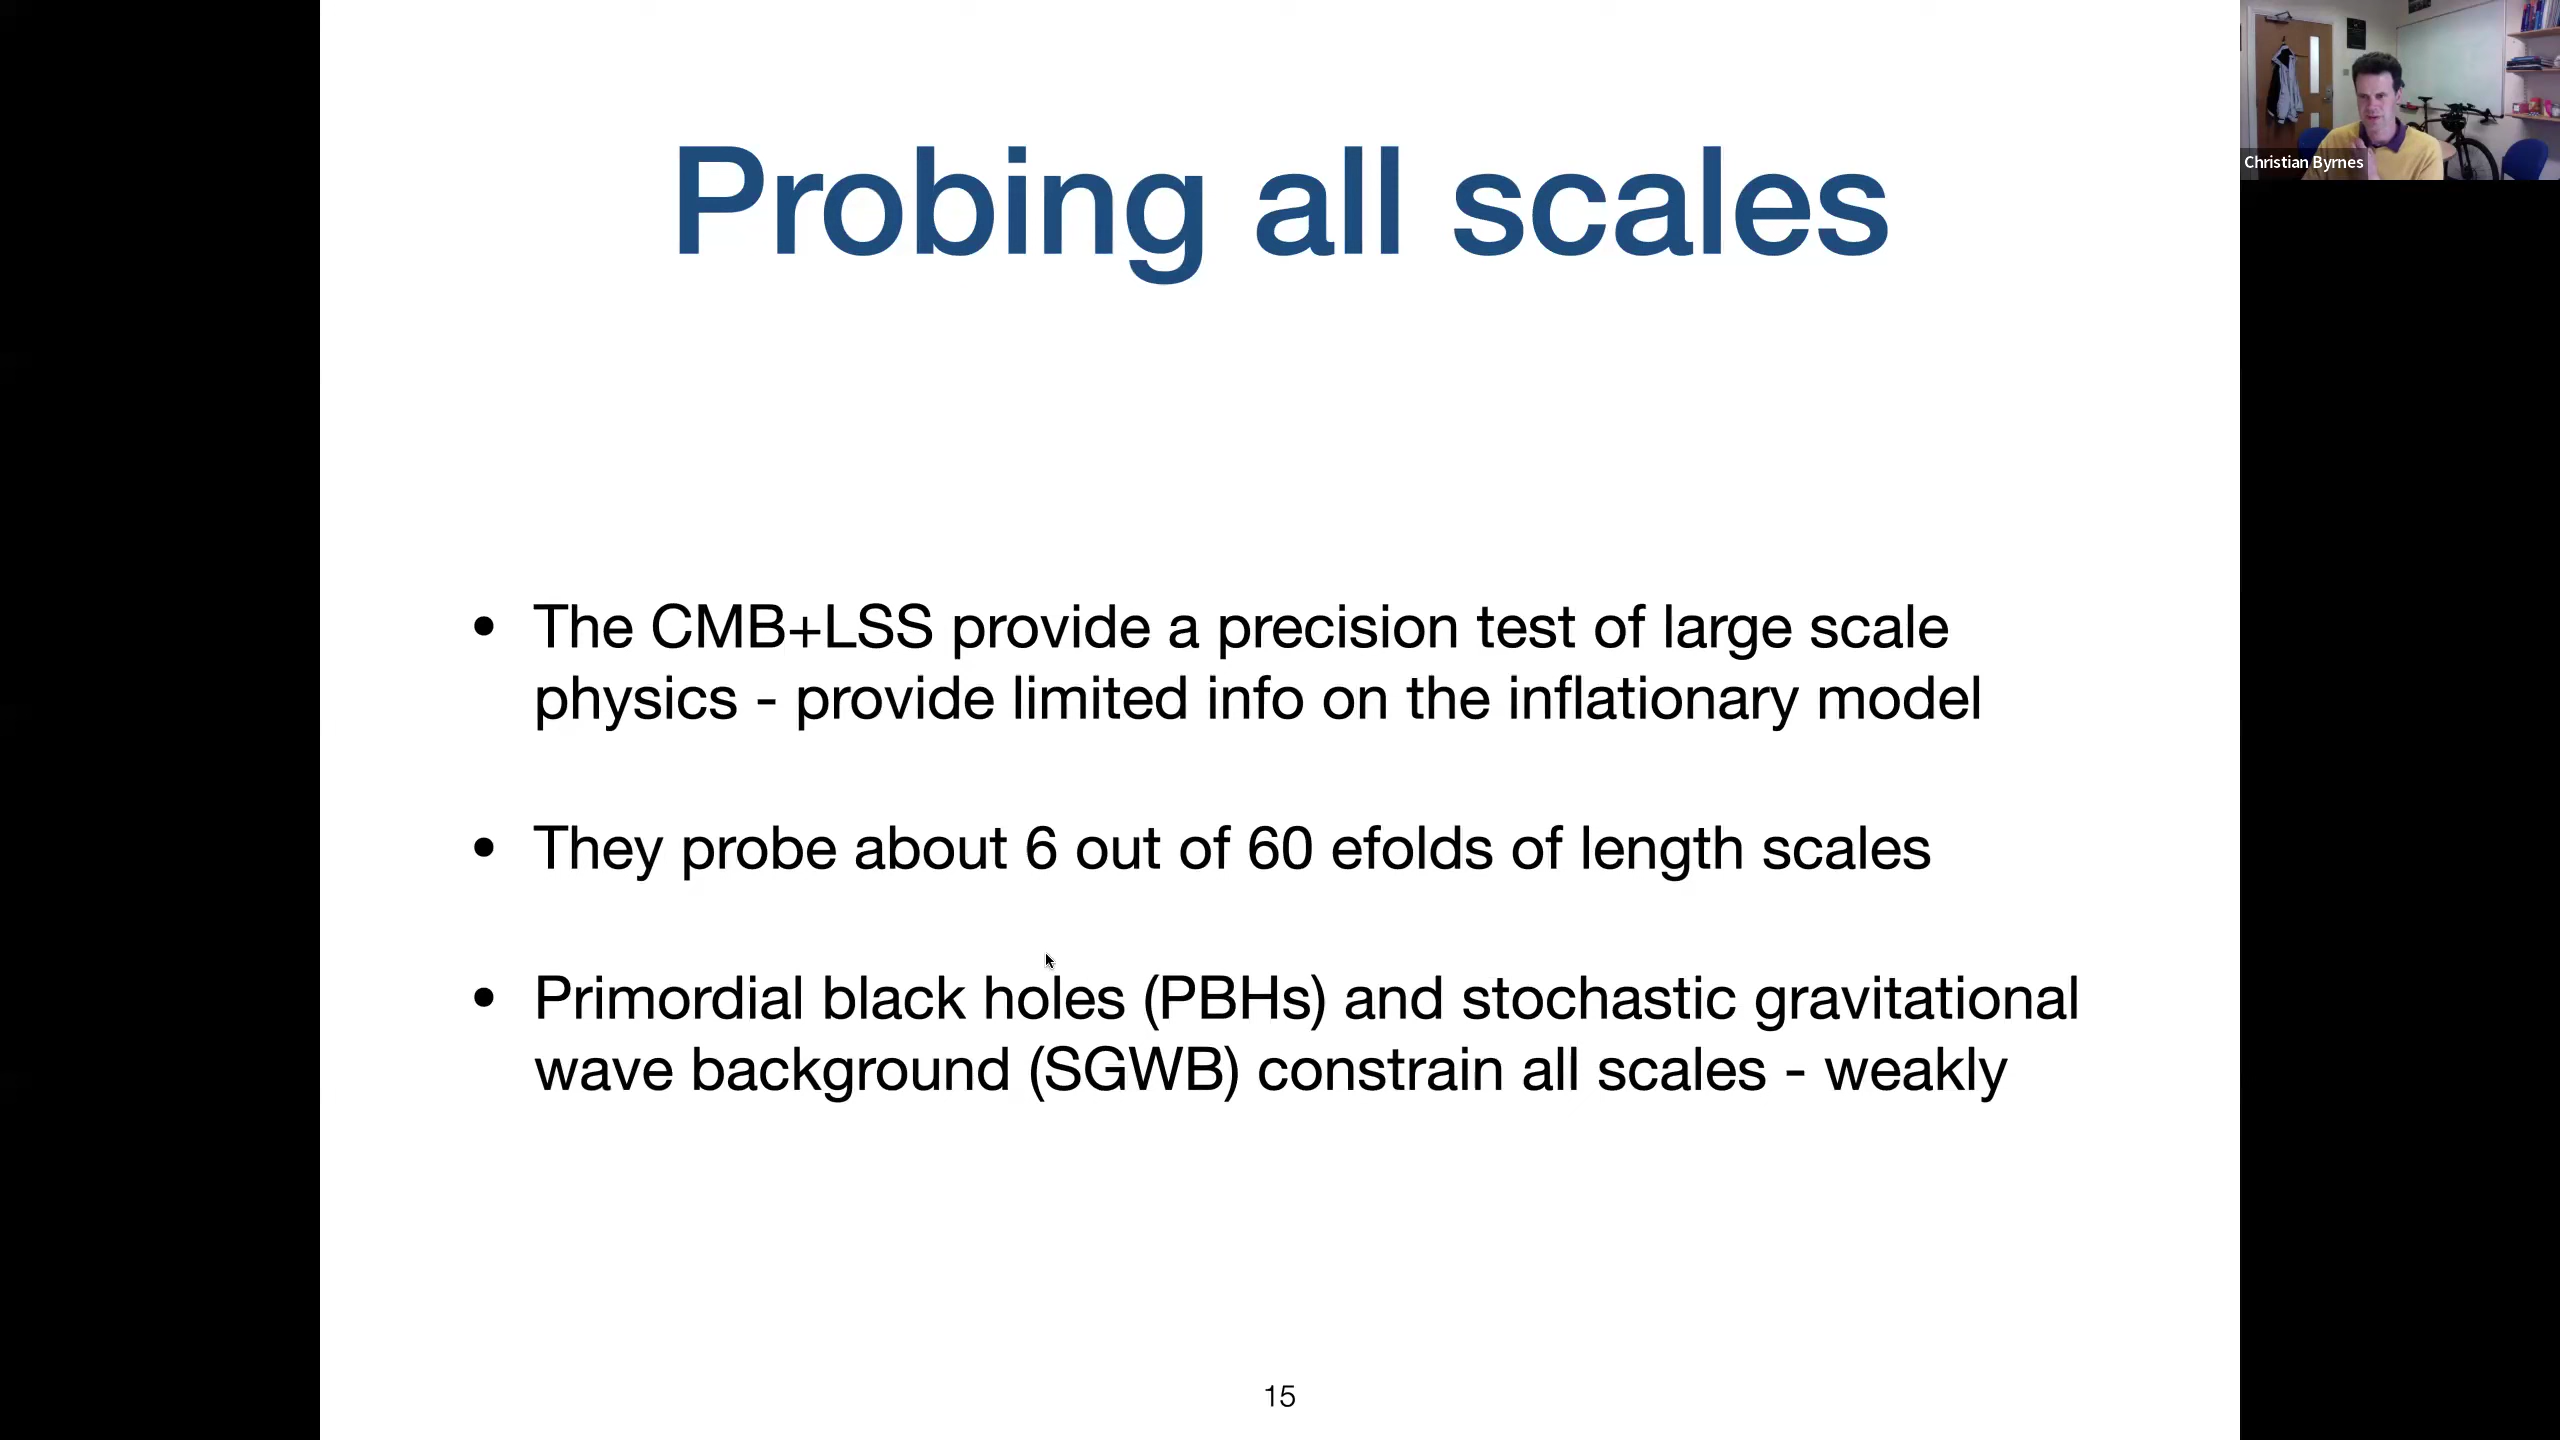 Probing all scales
Christian Byrnes
• The CMB+LSS provide a precision test of large scale
physics - provide limited info on the inflationary model
• They probe about 6 out of 60 efolds of length scales
• Primordial black holes (PBHs) and stochastic gravitational
wave background (SGWB) constrain all scales - weakly
15